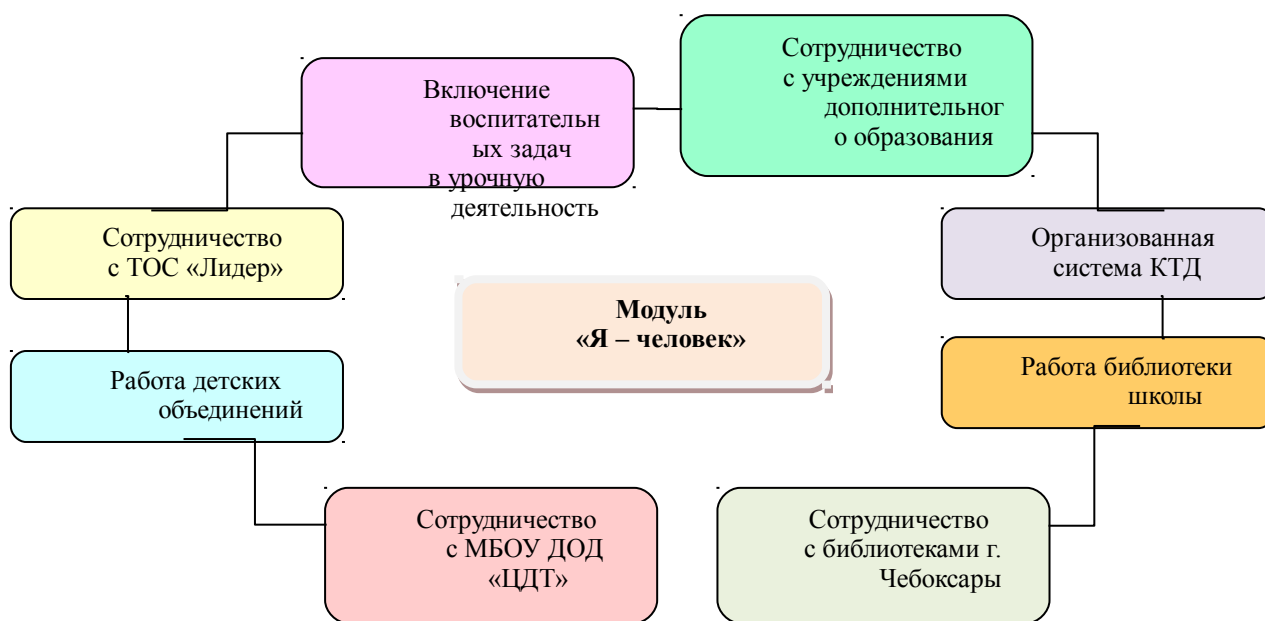 Сотрудничество
с учреждениями
дополнительног
о образования
Включение
воспитательн
ых задач
в урочную
деятельность
Сотрудничество
с ТОС «Лидер»
Организованная
система КТД
Модуль
«Я – человек»
Работа детских
объединений
Работа библиотеки
школы
Сотрудничество
с МБОУ ДОД
«ЦДТ»
Сотрудничество
с библиотеками г.
Чебоксары